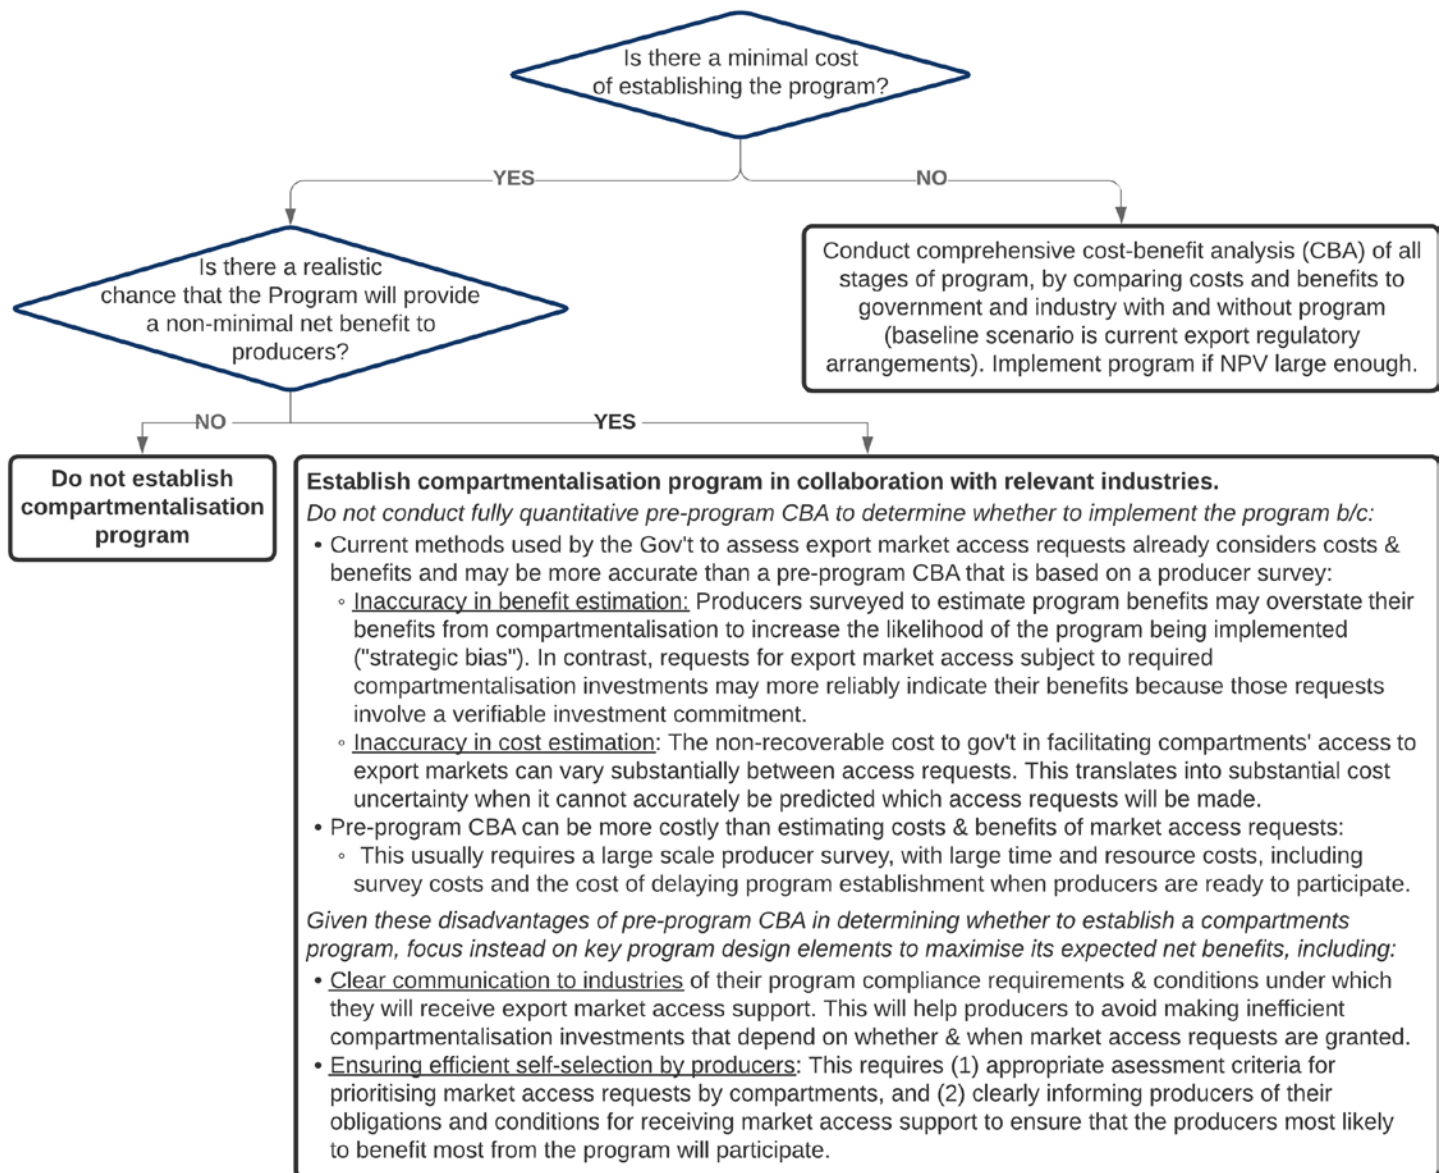 Is there a minimal cost
of establishing the program?
YES
NO
Is there a realistic
chance that the Program will provide
a non-minimal net benefit to
producers?
Conduct comprehensive cost-benefit analysis (CBA) of all
stages of program, by comparing costs and benefits to
government and industry with and without program
(baseline scenario is current export regulatory
arrangements). Implement program if NPV large enough.
NO
YES
Do not establish
compartmentalisation
program
Establish compartmentalisation program in collaboration with relevant industries.
Do not conduct fully quantitative pre-program CBA to determine whether to implement the program b/c:
• Current methods used by the Gov't to assess export market access requests already considers costs &
benefits and may be more accurate than a pre-program CBA that is based on a producer survey:
◦ Inaccuracy in benefit estimation: Producers surveyed to estimate program benefits may overstate their
benefits from compartmentalisation to increase the likelihood of the program being implemented
("strategic bias"). In contrast, requests for export market access subject to required
compartmentalisation investments may more reliably indicate their benefits because those requests
involve a verifiable investment commitment.
◦ Inaccuracy in cost estimation: The non-recoverable cost to gov't in facilitating compartments' access to
export markets can vary substantially between access requests. This translates into substantial cost
uncertainty when it cannot accurately be predicted which access requests will be made.
• Pre-program CBA can be more costly than estimating costs & benefits of market access requests:
◦ This usually requires a large scale producer survey, with large time and resource costs, including
survey costs and the cost of delaying program establishment when producers are ready to participate.
Given these disadvantages of pre-program CBA in determining whether to establish a compartments
program, focus instead on key program design elements to maximise its expected net benefits, including:
• Clear communication to industries of their program compliance requirements & conditions under which
they will receive export market access support. This will help producers to avoid making inefficient
compartmentalisation investments that depend on whether & when market access requests are granted.
• Ensuring efficient self-selection by producers: This requires (1) appropriate asessment criteria for
prioritising market access requests by compartments, and (2) clearly informing producers of their
obligations and conditions for receiving market access support to ensure that the producers most likely
to benefit most from the program will participate.